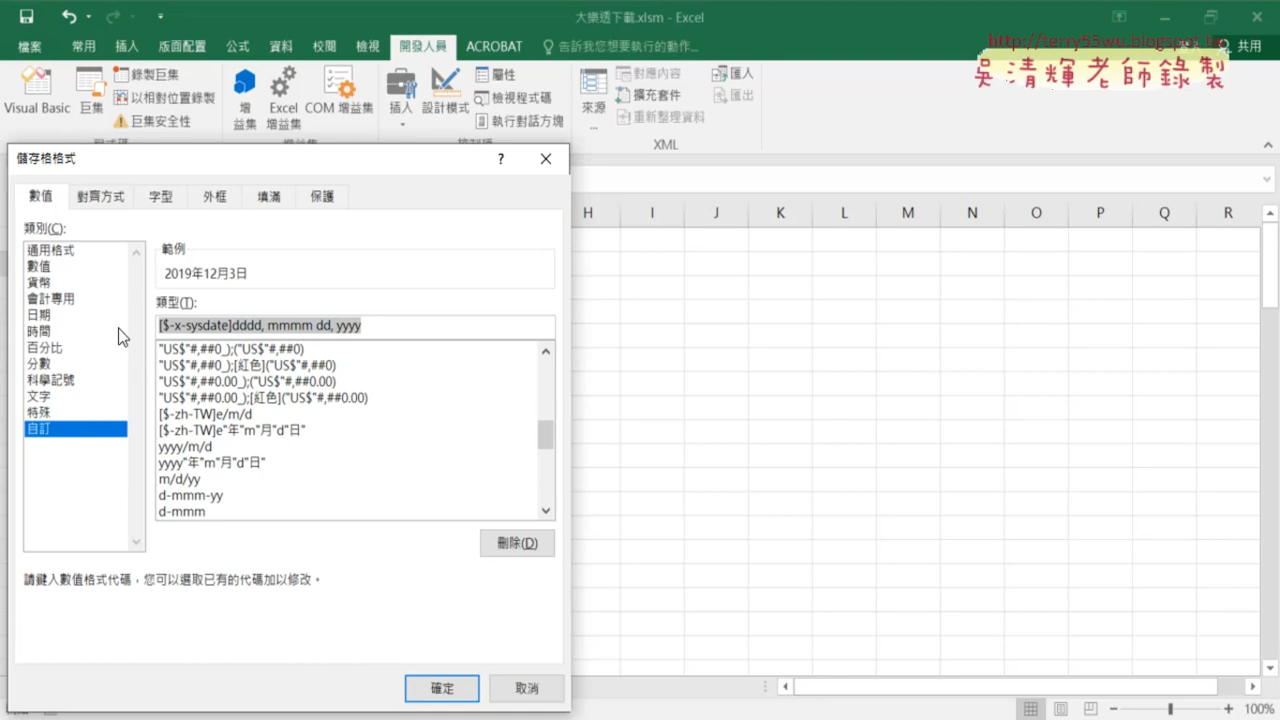 大樂透下載.xlsm - Excel
檔案 常用 插入 版面配置 公式 資料 校閱 檢視 開發人員 ACROBAT 告訴我您想要執行的動作... 共用
http://terry55wu.blogspot.tw
吳清輝老師錄製
Visual Basic 巨集 錄製巨集 以相對位置錄製 巨集安全性
增益集 Excel 增益集 COM 增益集
插入 設計模式 屬性 檢視程式碼 執行對話方塊
來源... 對應內容 擴充套件 重新整理資料 匯入 匯出
XML
儲存格格式 ?
數值 對齊方式 字型 外框 填滿 保護
類別(C):
通用格式
數值
貨幣
會計專用
日期
時間
百分比
分數
科學記號
文字
特殊
自訂
範例
2019年12月3日
類型(T):
[$-x-sysdate]dddd, mmmm dd, yyyy
"US$"#,##0_);("US$"#,##0)
"US$"#,##0_);[紅色]("US$"#,##0)
"US$"#,##0.00_);("US$"#,##0.00)
"US$"#,##0.00_);[紅色]("US$"#,##0.00)
[$-zh-TW]e/m/d
[$-zh-TW]e"年"m"月"d"日"
yyyy/m/d
yyyy"年"m"月"d"日"
m/d/yy
d-mmm-yy
d-mmm
刪除(D)
請鍵入數值格式代碼，您可以選取已有的代碼加以修改。
確定 取消
H I J K L M N O P Q R
100%